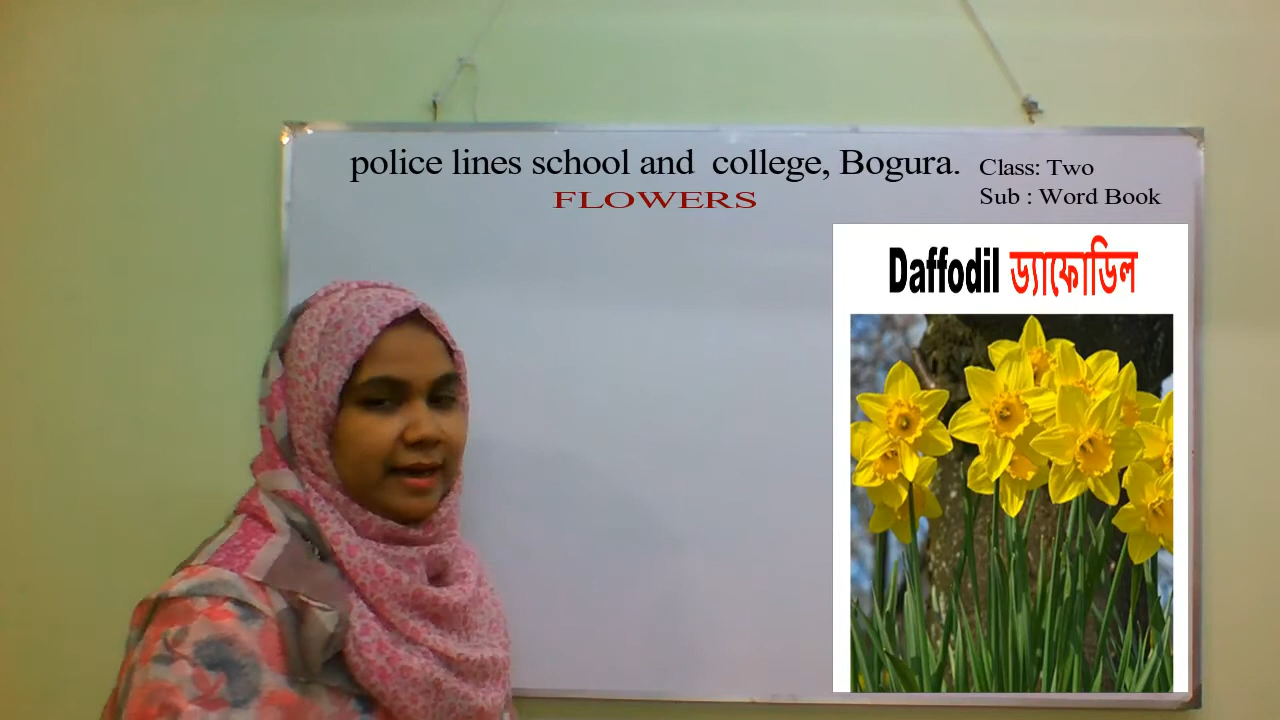 police lines school and college, Bogura.
Class: Two
FLOWERS
Sub : Word Book
Daffodil ড্যাফোডিল